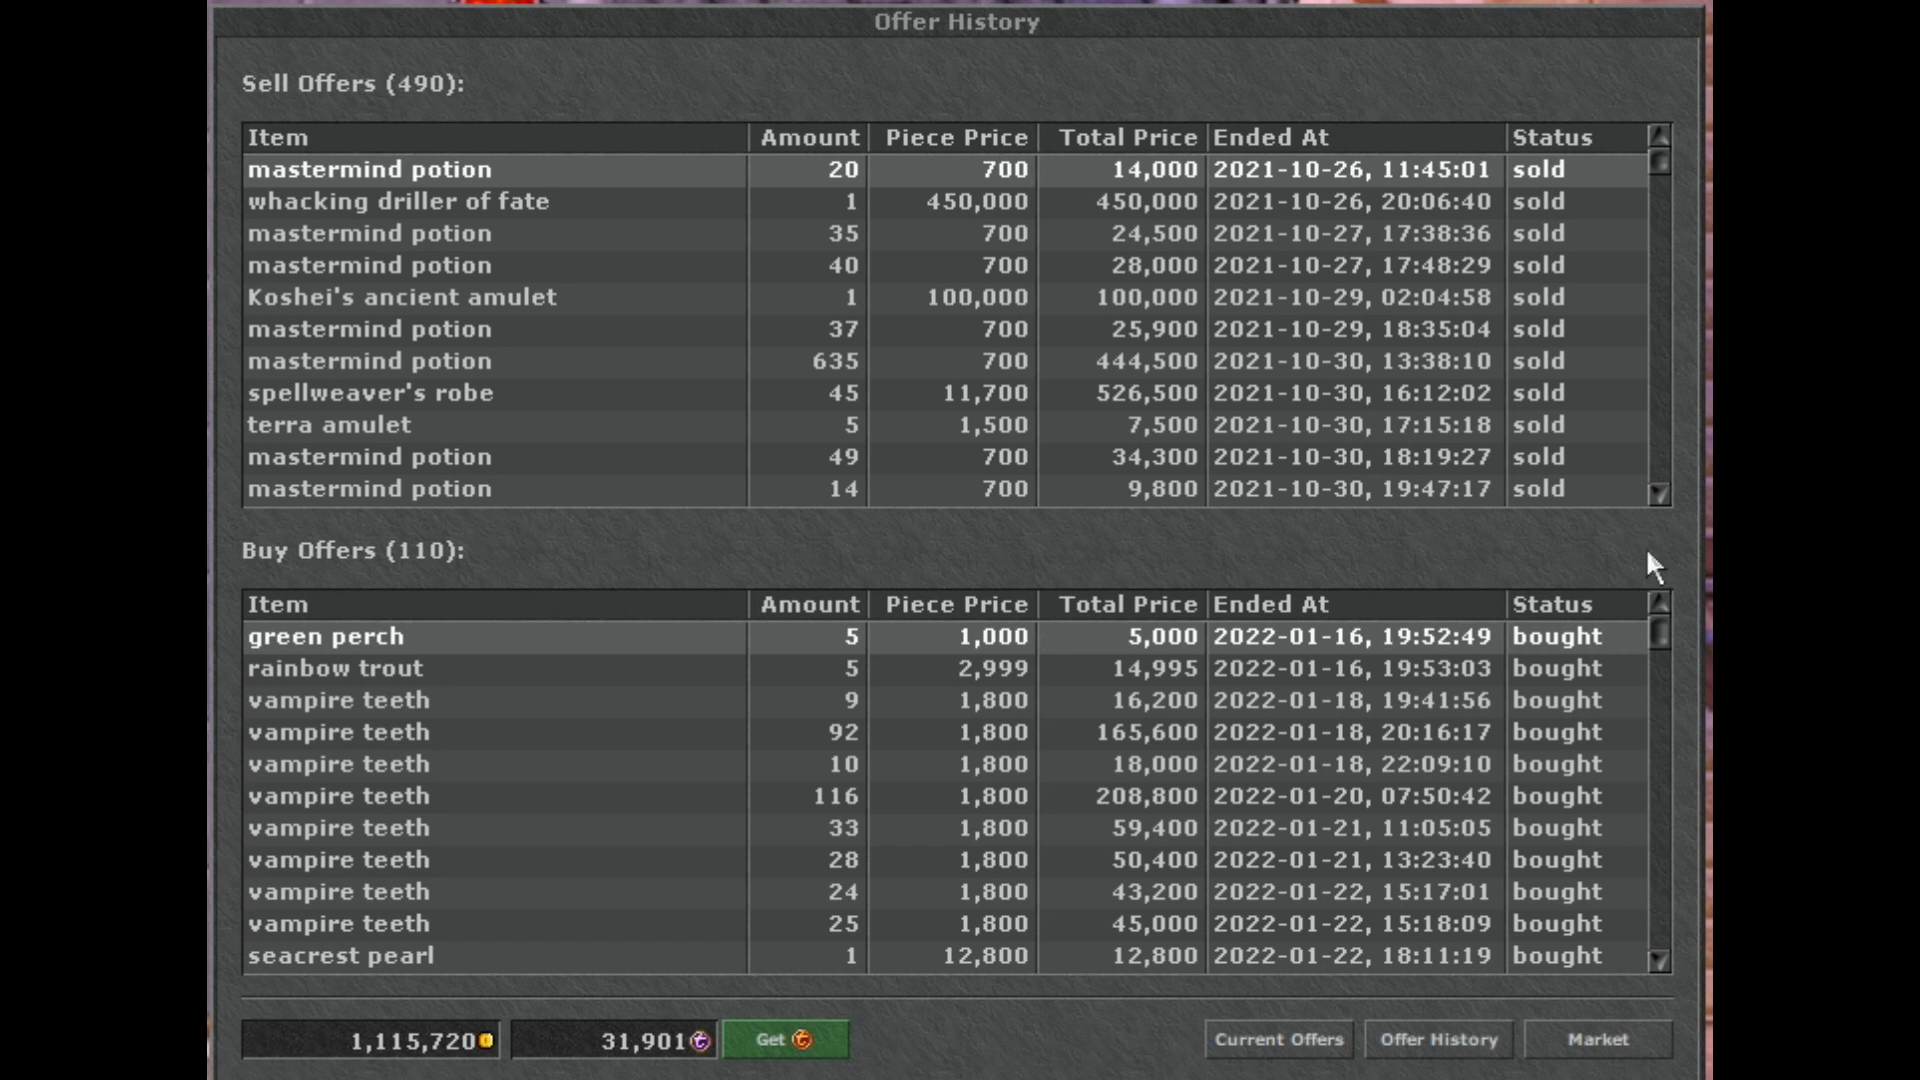 Offer History
Sell Offers (490):
Item Amount Piece Price Total Price Ended At Status
mastermind potion 20 700 14,000 2021-10-26, 11:45:01 sold
whacking driller of fate 1 450,000 450,000 2021-10-26, 20:06:40 sold
mastermind potion 35 700 24,500 2021-10-27, 17:38:36 sold
mastermind potion 40 700 28,000 2021-10-27, 17:48:29 sold
Koshei's ancient amulet 1 100,000 100,000 2021-10-29, 02:04:58 sold
mastermind potion 37 700 25,900 2021-10-29, 18:35:04 sold
mastermind potion 635 700 444,500 2021-10-30, 13:38:10 sold
spellweaver's robe 45 11,700 526,500 2021-10-30, 16:12:02 sold
terra amulet 5 1,500 7,500 2021-10-30, 17:15:18 sold
mastermind potion 49 700 34,300 2021-10-30, 18:19:27 sold
mastermind potion 14 700 9,800 2021-10-30, 19:47:17 sold
Buy Offers (110):
Item Amount Piece Price Total Price Ended At Status
green perch 5 1,000 5,000 2022-01-16, 19:52:49 bought
rainbow trout 5 2,999 14,995 2022-01-16, 19:53:03 bought
vampire teeth 9 1,800 16,200 2022-01-18, 19:41:56 bought
vampire teeth 92 1,800 165,600 2022-01-18, 20:16:17 bought
vampire teeth 10 1,800 18,000 2022-01-18, 22:09:10 bought
vampire teeth 116 1,800 208,800 2022-01-20, 07:50:42 bought
vampire teeth 33 1,800 59,400 2022-01-21, 11:05:05 bought
vampire teeth 28 1,800 50,400 2022-01-21, 13:23:40 bought
vampire teeth 24 1,800 43,200 2022-01-22, 15:17:01 bought
vampire teeth 25 1,800 45,000 2022-01-22, 15:18:09 bought
seacrest pearl 1 12,800 12,800 2022-01-22, 18:11:19 bought
1,115,720 31,901 Get Current Offers Offer History Market